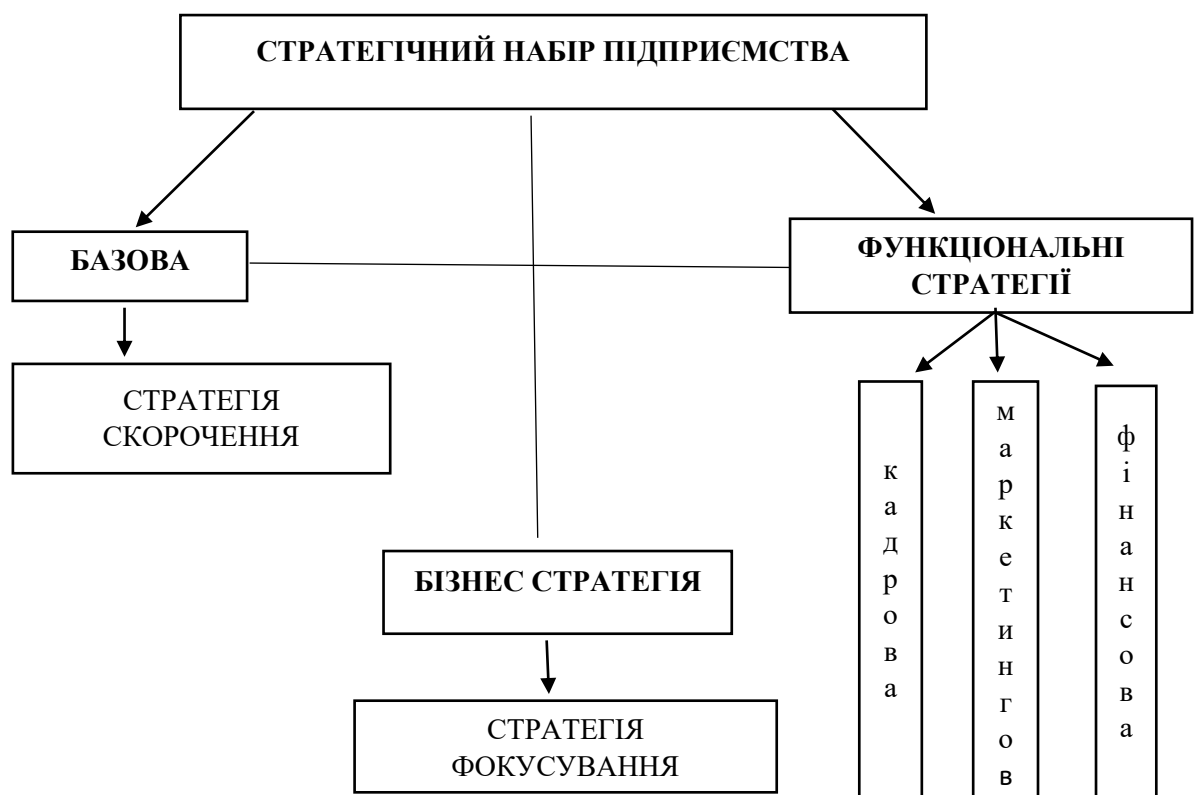 СТРАТЕГІЧНИЙ НАБІР ПІДПРИЄМСТВА
БАЗОВА
ФУНКЦІОНАЛЬНІ
СТРАТЕГІЇ
СТРАТЕГІЯ
СКОРОЧЕННЯ
кадрова
маркетингов
фінансова
БІЗНЕС СТРАТЕГІЯ
СТРАТЕГІЯ
ФОКУСУВАННЯ